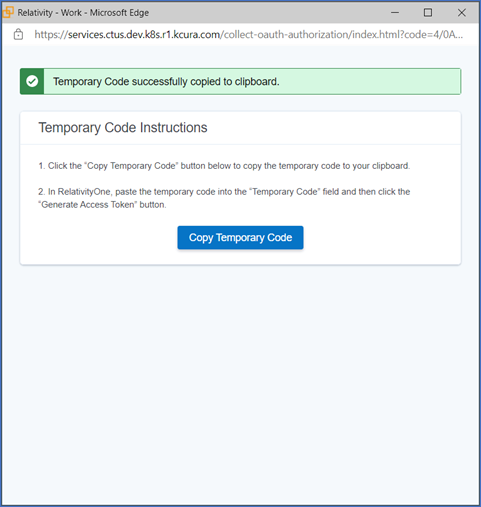 Relativity - Work - Microsoft Edge
https://services.ctus.dev.k8s.r1.kcura.com/collect-oauth-authorization/index.html?code=4/0A...
Temporary Code successfully copied to clipboard.
Temporary Code Instructions
1. Click the "Copy Temporary Code" button below to copy the temporary code to your clipboard.
2. In RelativityOne, paste the temporary code into the "Temporary Code" field and then click the
"Generate Access Token" button.
Copy Temporary Code